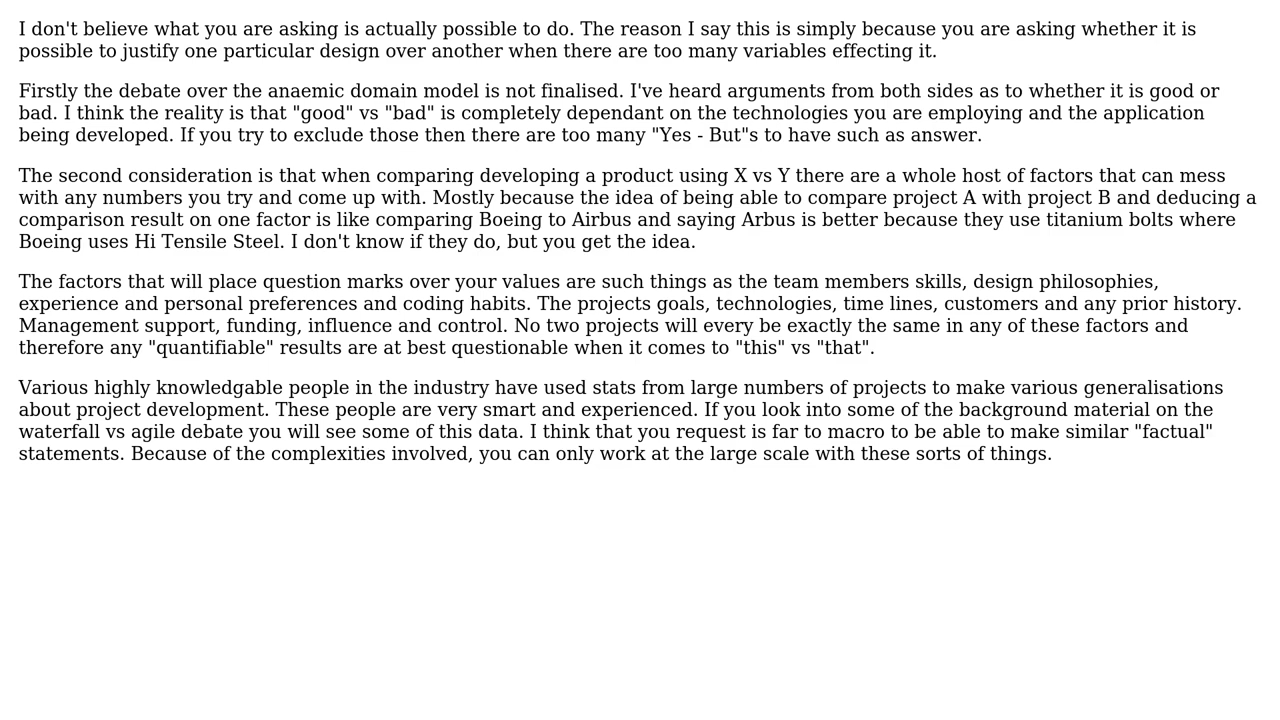 I don't believe what you are asking is actually possible to do. The reason I say this is simply because you are asking whether it is
possible to justify one particular design over another when there are too many variables effecting it.
Firstly the debate over the anaemic domain model is not finalised. I've heard arguments from both sides as to whether it is good or
bad. I think the reality is that "good" vs "bad" is completely dependant on the technologies you are employing and the application
being developed. If you try to exclude those then there are too many "Yes - But"s to have such as answer.
The second consideration is that when comparing developing a product using X vs Y there are a whole host of factors that can mess
with any numbers you try and come up with. Mostly because the idea of being able to compare project A with project B and deducing a
comparison result on one factor is like comparing Boeing to Airbus and saying Arbus is better because they use titanium bolts where
Boeing uses Hi Tensile Steel. I don't know if they do, but you get the idea.
The factors that will place question marks over your values are such things as the team members skills, design philosophies,
experience and personal preferences and coding habits. The projects goals, technologies, time lines, customers and any prior history.
Management support, funding, influence and control. No two projects will every be exactly the same in any of these factors and
therefore any "quantifiable" results are at best questionable when it comes to "this" vs "that".
Various highly knowledgable people in the industry have used stats from large numbers of projects to make various generalisations
about project development. These people are very smart and experienced. If you look into some of the background material on the
waterfall vs agile debate you will see some of this data. I think that you request is far to macro to be able to make similar "factual"
statements. Because of the complexities involved, you can only work at the large scale with these sorts of things.